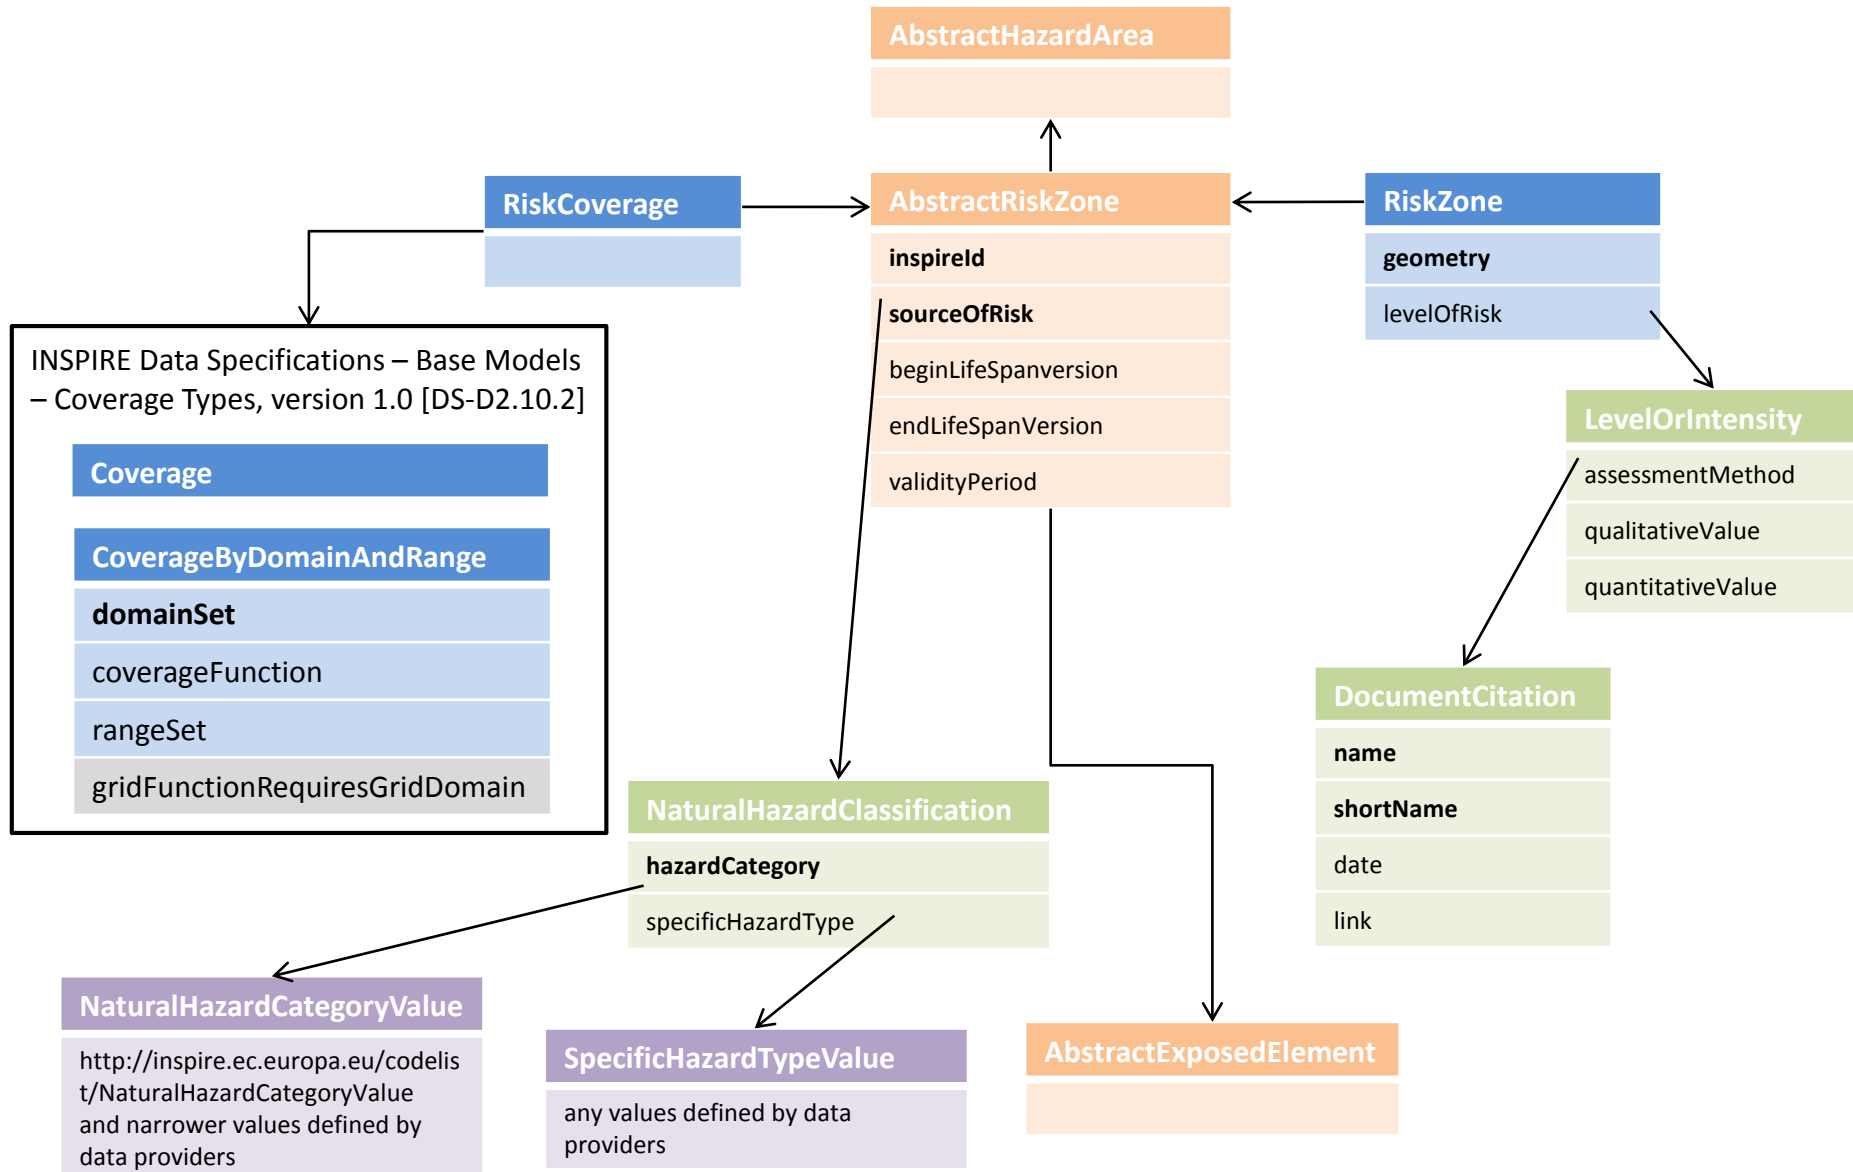 AbstractHazardArea
RiskCoverage
AbstractRiskZone
inspireId
sourceOfRisk
beginLifeSpanversion
endLifeSpanVersion
validityPeriod
RiskZone
geometry
levelOfRisk
INSPIRE Data Specifications – Base Models
– Coverage Types, version 1.0 [DS-D2.10.2]
Coverage
CoverageByDomainAndRange
domainSet
coverageFunction
rangeSet
gridFunctionRequiresGridDomain
LevelOrIntensity
assessmentMethod
qualitativeValue
quantitativeValue
DocumentCitation
name
shortName
date
link
NaturalHazardClassification
hazardCategory
specificHazardType
NaturalHazardCategoryValue
http://inspire.ec.europa.eu/codelis
t/NaturalHazardCategoryValue
and narrower values defined by
data providers
SpecificHazardTypeValue
any values defined by data
providers
AbstractExposedElement